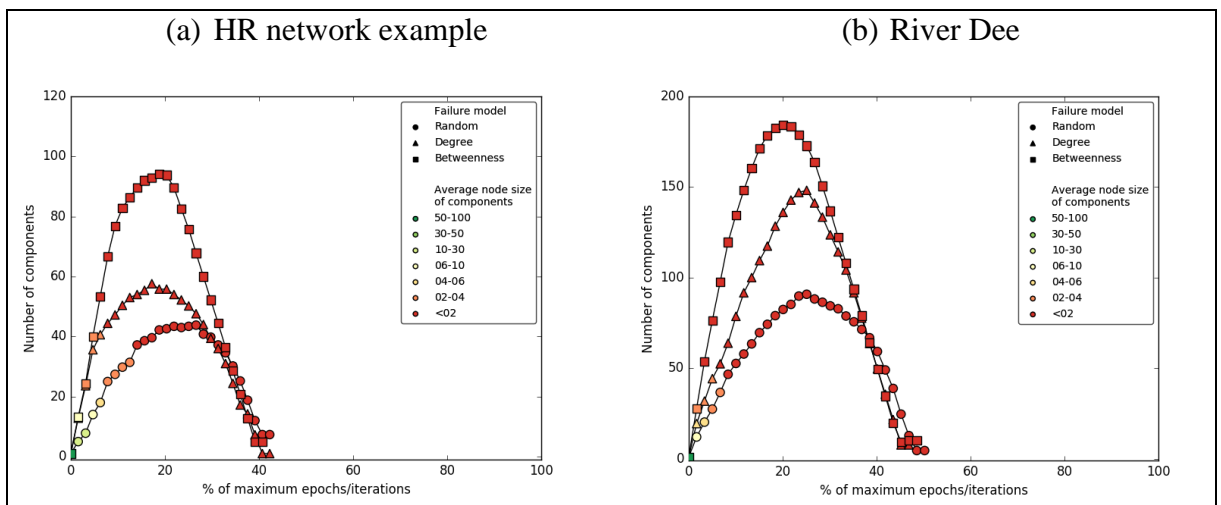 (a) HR network example
120
100
80
60
40
20
0
0 20 40 60 80 100
Number of components
% of maximum epochs/iterations
Failure model
Random
Degree
Betweenness
Average node size
of components
50-100
30-50
10-30
06-10
04-06
02-04
<02
(b) River Dee
200
150
100
50
0
0 20 40 60 80 100
Number of components
% of maximum epochs/iterations
Failure model
Random
Degree
Betweenness
Average node size
of components
50-100
30-50
10-30
06-10
04-06
02-04
<02